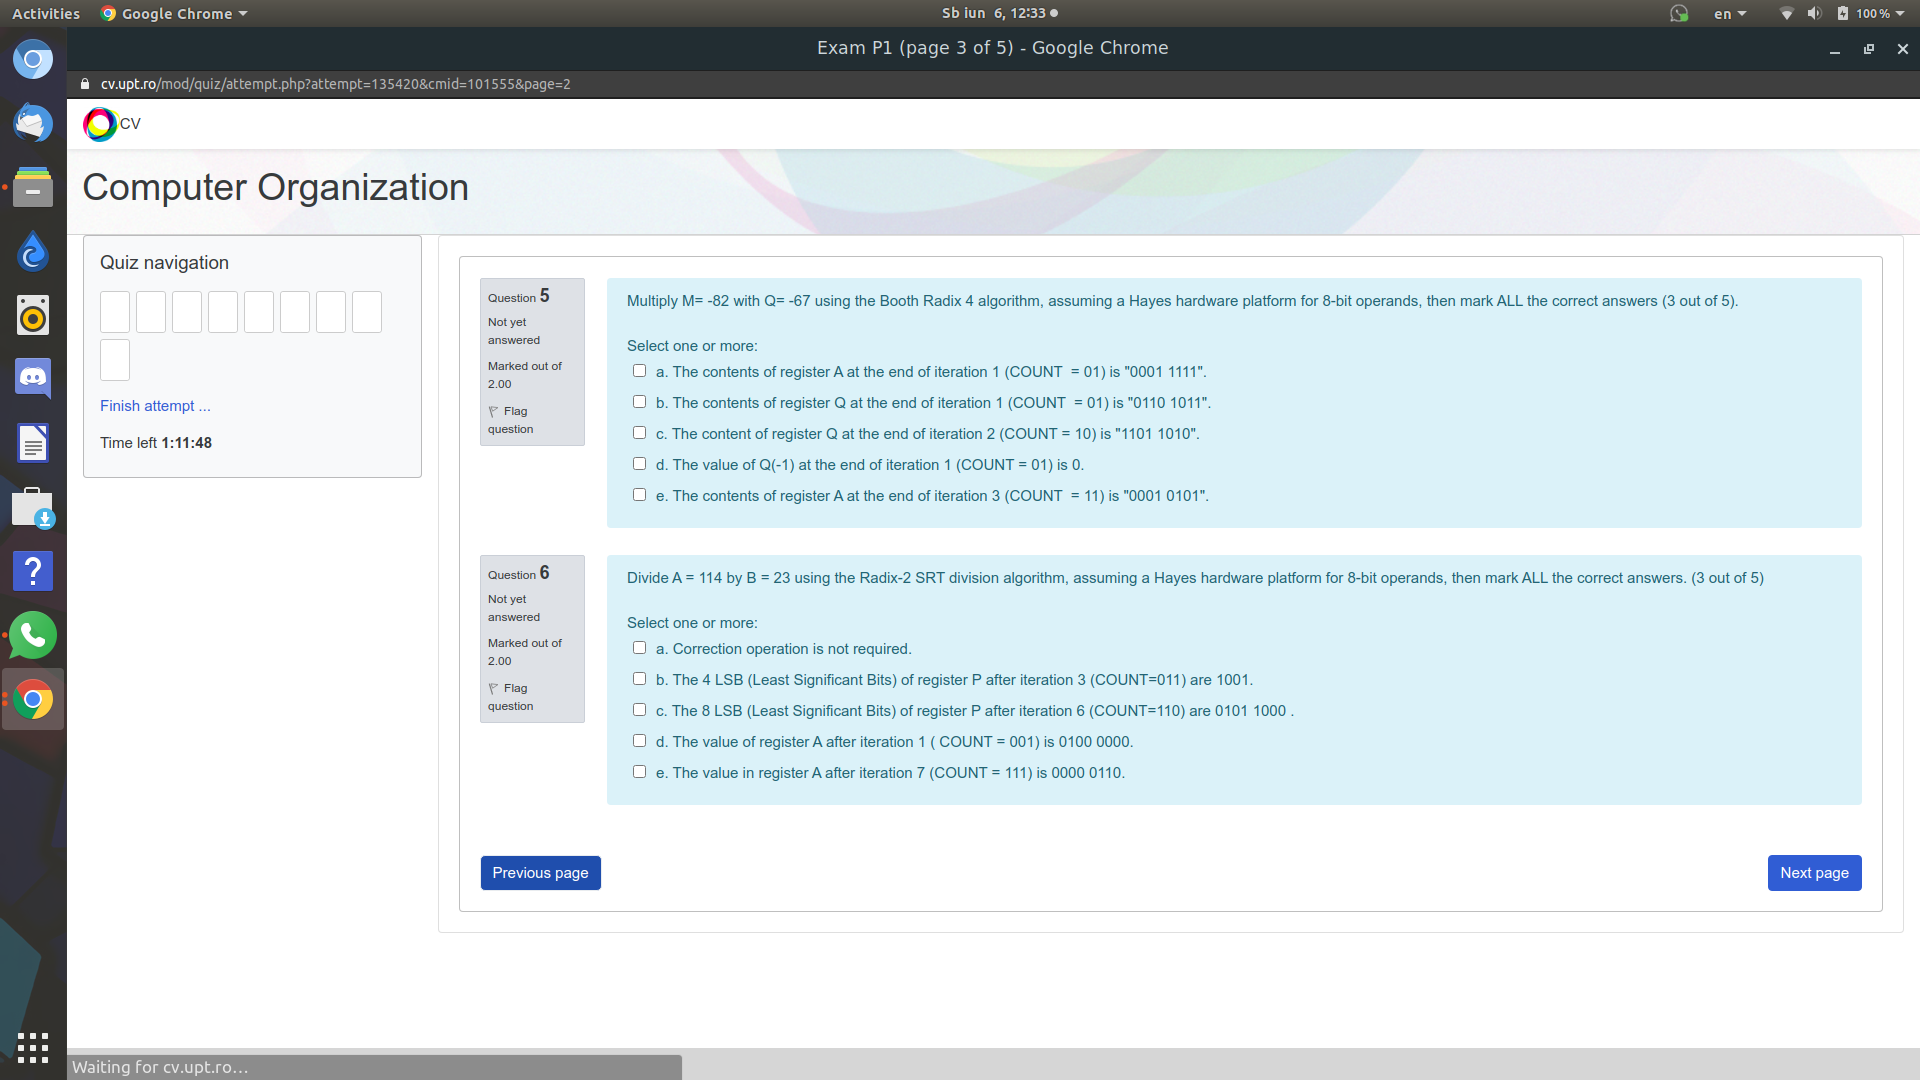 Activities
Google Chrome
Sb iun 6, 12:33
en
100 %
Exam P1 (page 3 of 5) - Google Chrome
cv.upt.ro/mod/quiz/attempt.php?attempt=135420&cmid=101555&page=2
CV
Computer Organization
Quiz navigation
Finish attempt ...
Time left 1:11:48
Question 5
Not yet
answered
Marked out of
2.00
Flag
question
Multiply M= -82 with Q= -67 using the Booth Radix 4 algorithm, assuming a Hayes hardware platform for 8-bit operands, then mark ALL the correct answers (3 out of 5).
Select one or more:
a. The contents of register A at the end of iteration 1 (COUNT = 01) is "0001 1111".
b. The contents of register Q at the end of iteration 1 (COUNT = 01) is "0110 1011".
c. The content of register Q at the end of iteration 2 (COUNT = 10) is "1101 1010".
d. The value of Q(-1) at the end of iteration 1 (COUNT = 01) is 0.
e. The contents of register A at the end of iteration 3 (COUNT = 11) is "0001 0101".
Question 6
Not yet
answered
Marked out of
2.00
Flag
question
Divide A = 114 by B = 23 using the Radix-2 SRT division algorithm, assuming a Hayes hardware platform for 8-bit operands, then mark ALL the correct answers. (3 out of 5)
Select one or more:
a. Correction operation is not required.
b. The 4 LSB (Least Significant Bits) of register P after iteration 3 (COUNT=011) are 1001.
c. The 8 LSB (Least Significant Bits) of register P after iteration 6 (COUNT=110) are 0101 1000 .
d. The value of register A after iteration 1 ( COUNT = 001) is 0100 0000.
e. The value in register A after iteration 7 (COUNT = 111) is 0000 0110.
Previous page
Next page
Waiting for cv.upt.ro…